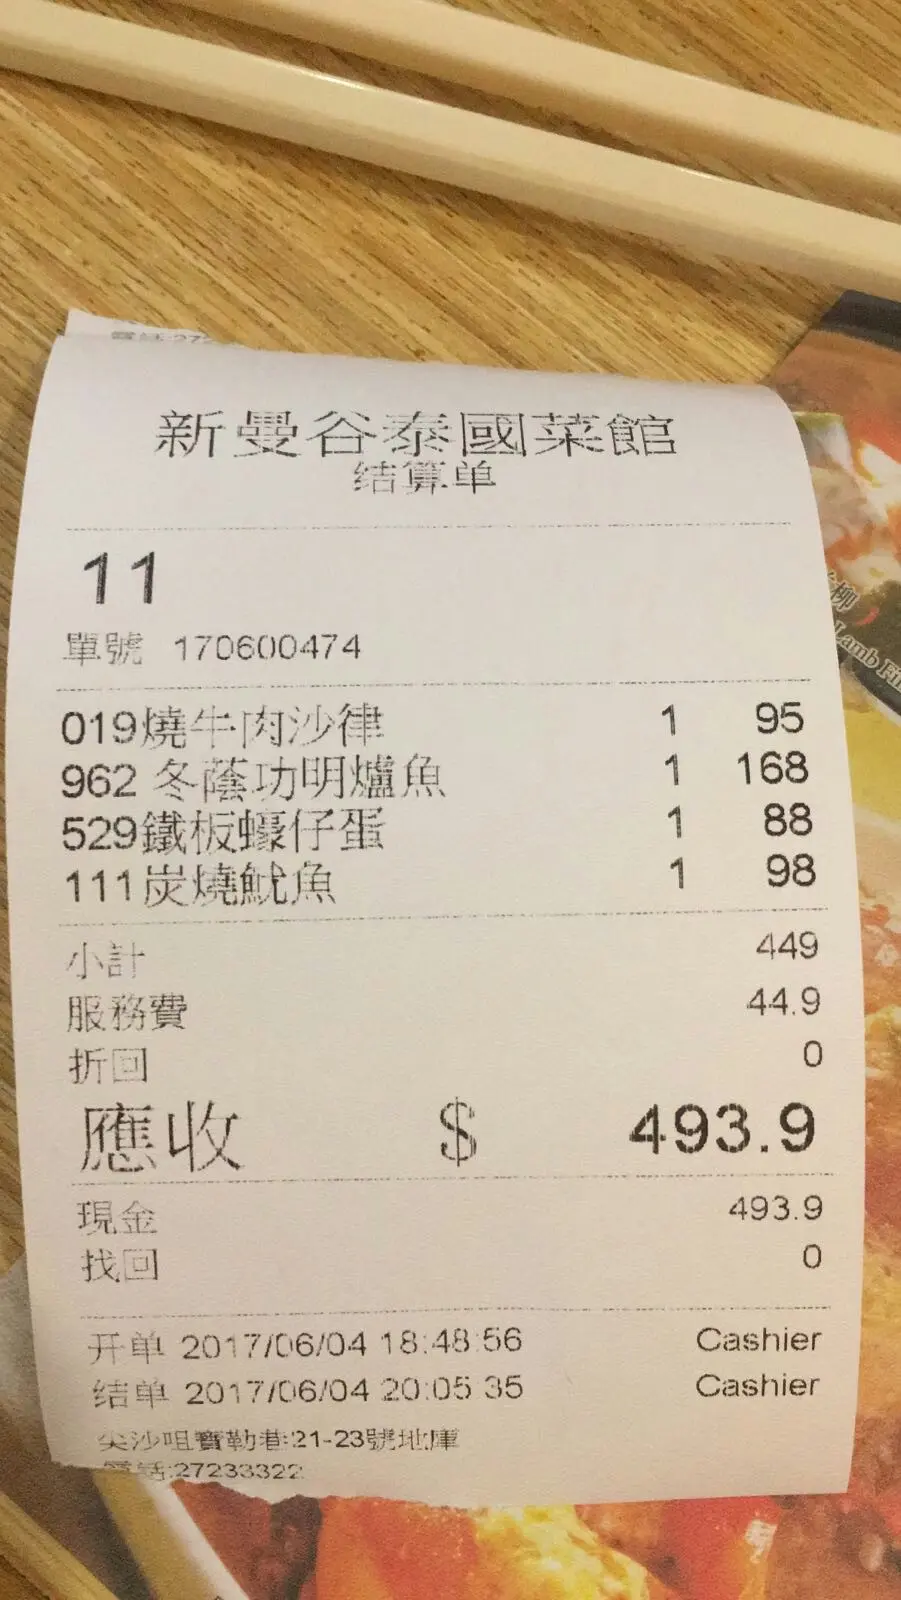 新曼谷泰國菜館
结算单
11
單號 170600474
019燒牛肉沙律 1 95
962 冬蔭功明爐魚 1 168
529鐵板蠔仔蛋 1 88
111炭燒魷魚 1 98
小計 449
服務費 44.9
折回 0
應收 $ 493.9
現金 493.9
找回 0
开单 2017/06/04 18:48:56 Cashier
结单 2017/06/04 20:05:35 Cashier
尖沙咀寶勒巷21-23號地庫
電話:27233322
柳
Lamb